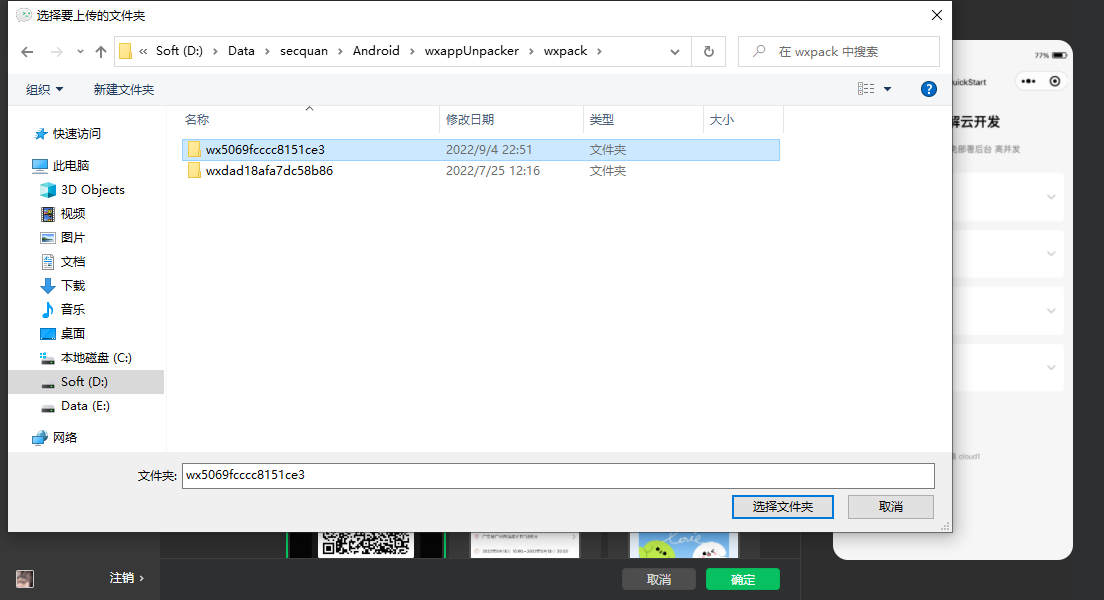 选择要上传的文件夹
« Soft (D:) › Data › secquan › Android › wxappUnpacker › wxpack ›
在 wxpack 中搜索
组织 新建文件夹
名称 修改日期 类型 大小
wx5069fcccc8151ce3 2022/9/4 22:51 文件夹
wxdad18afa7dc58b86 2022/7/25 12:16 文件夹
快速访问
此电脑
3D Objects
视频
图片
文档
下载
音乐
桌面
本地磁盘 (C:)
Soft (D:)
Data (E:)
网络
文件夹: wx5069fcccc8151ce3
选择文件夹 取消
77%
uickStart
解云开发
免部署后台 高并发
cloud1
注销 ›
取消 确定